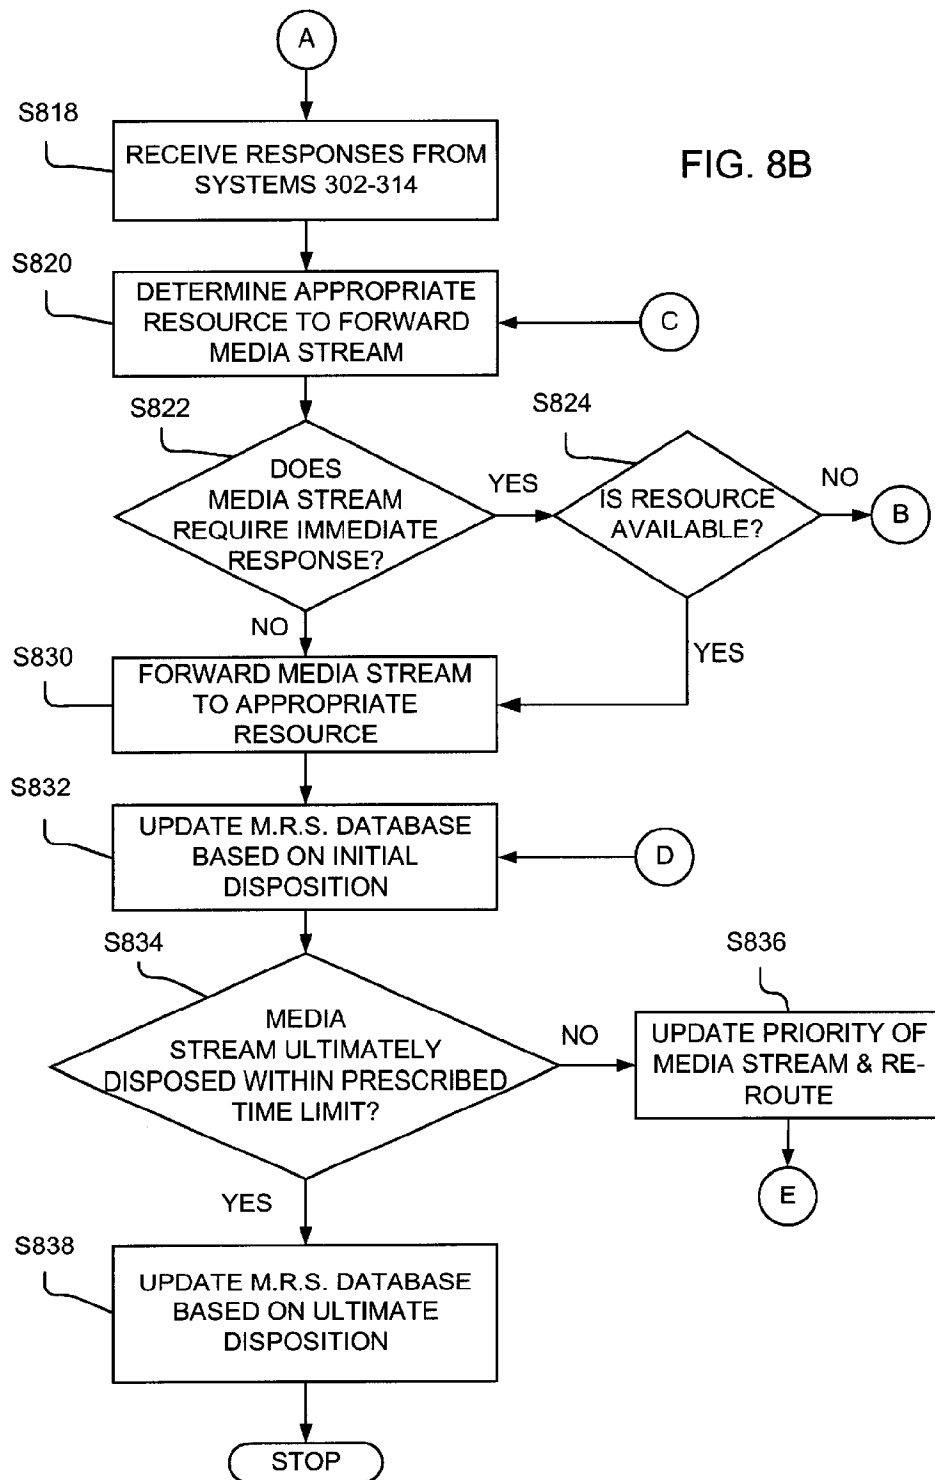 A
S818
RECEIVE RESPONSES FROM
SYSTEMS 302-314
FIG. 8B
S820
DETERMINE APPROPRIATE
RESOURCE TO FORWARD
MEDIA STREAM
C
S822
DOES
MEDIA STREAM
REQUIRE IMMEDIATE
RESPONSE?
YES
S824
IS RESOURCE
AVAILABLE?
NO
B
NO
YES
S830
FORWARD MEDIA STREAM
TO APPROPRIATE
RESOURCE
S832
UPDATE M.R.S. DATABASE
BASED ON INITIAL
DISPOSITION
D
S834
MEDIA
STREAM ULTIMATELY
DISPOSED WITHIN PRESCRIBED
TIME LIMIT?
NO
S836
UPDATE PRIORITY OF
MEDIA STREAM & RE-
ROUTE
E
YES
S838
UPDATE M.R.S. DATABASE
BASED ON ULTIMATE
DISPOSITION
STOP